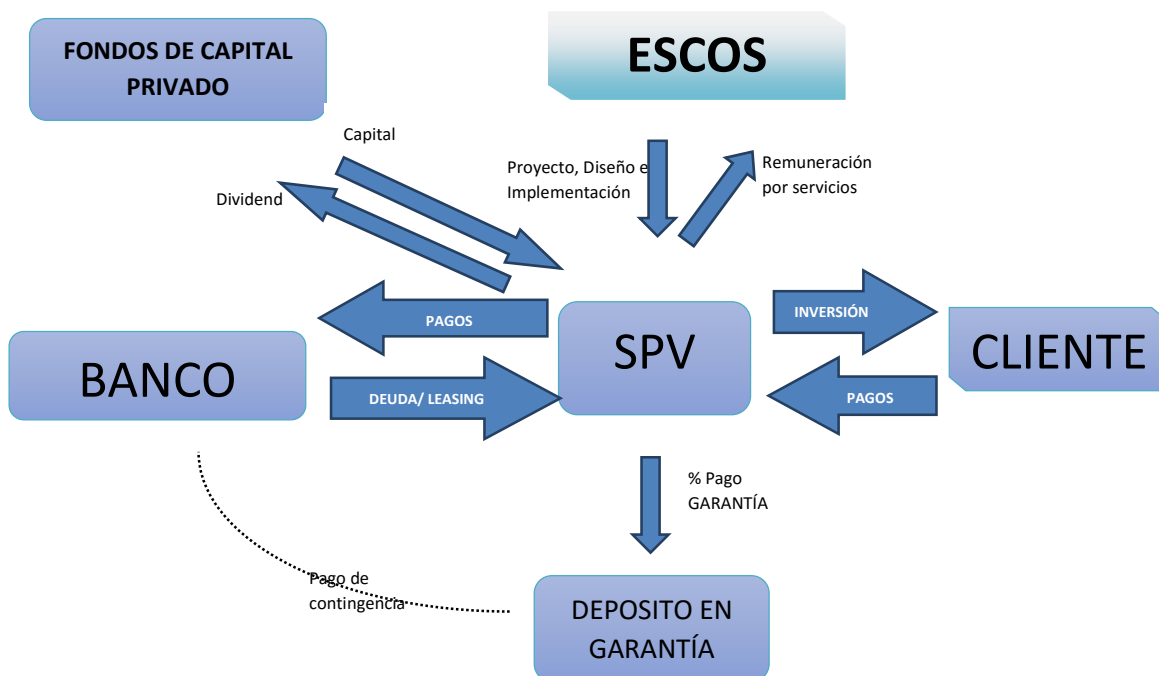 FONDOS DE CAPITAL
PRIVADO
ESCOS
Capital
Dividend
Proyecto, Diseño e
Implementación
Remuneración
por servicios
PAGOS
INVERSIÓN
BANCO
SPV
CLIENTE
DEUDA/ LEASING
PAGOS
% Pago
GARANTÍA
Pago de
contingencia
DEPOSITO EN
GARANTÍA